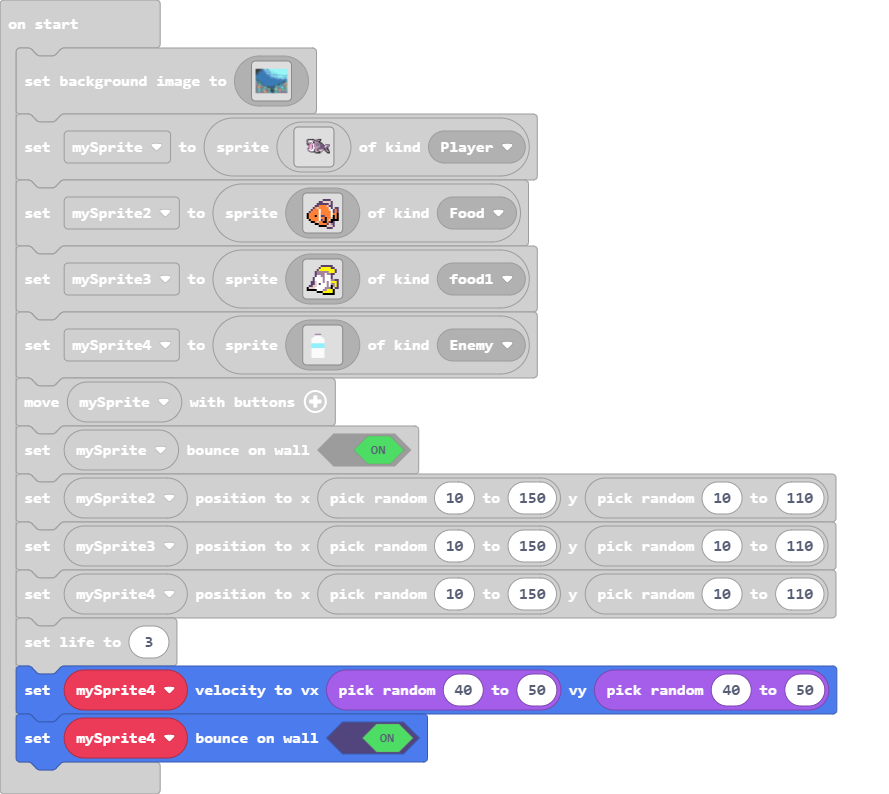 on start
set background image to
set mySprite to sprite of kind Player
set mySprite2 to sprite of kind Food
set mySprite3 to sprite of kind food1
set mySprite4 to sprite of kind Enemy
move mySprite with buttons
set mySprite bounce on wall ON
set mySprite2 position to x pick random 10 to 150 y pick random 10 to 110
set mySprite3 position to x pick random 10 to 150 y pick random 10 to 110
set mySprite4 position to x pick random 10 to 150 y pick random 10 to 110
set life to 3
set mySprite4 velocity to vx pick random 40 to 50 vy pick random 40 to 50
set mySprite4 bounce on wall ON